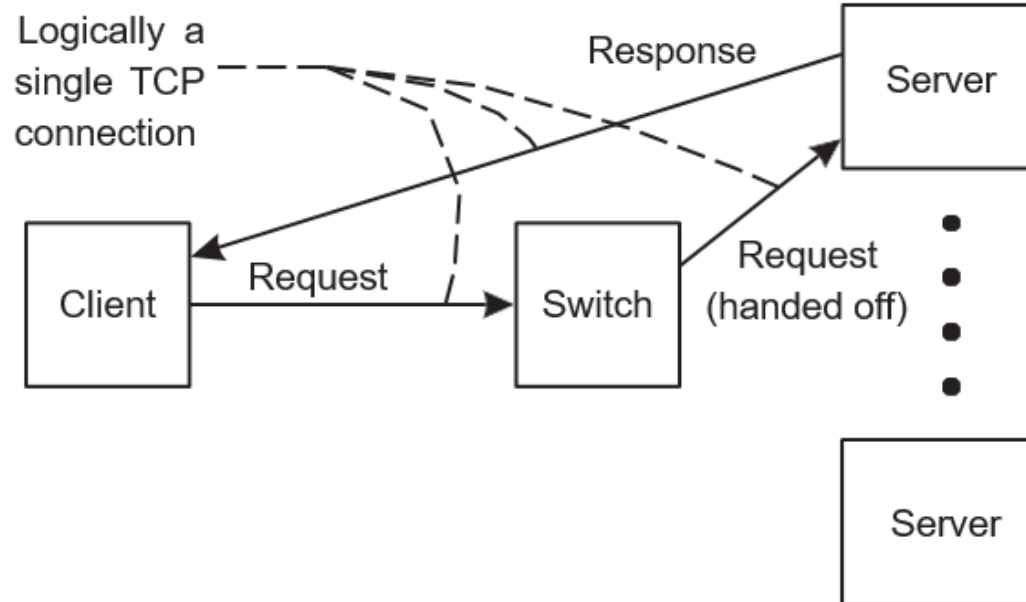 Logically a
single TCP
connection
Response
Server
Client
Request
Switch
Request
(handed off)
Server